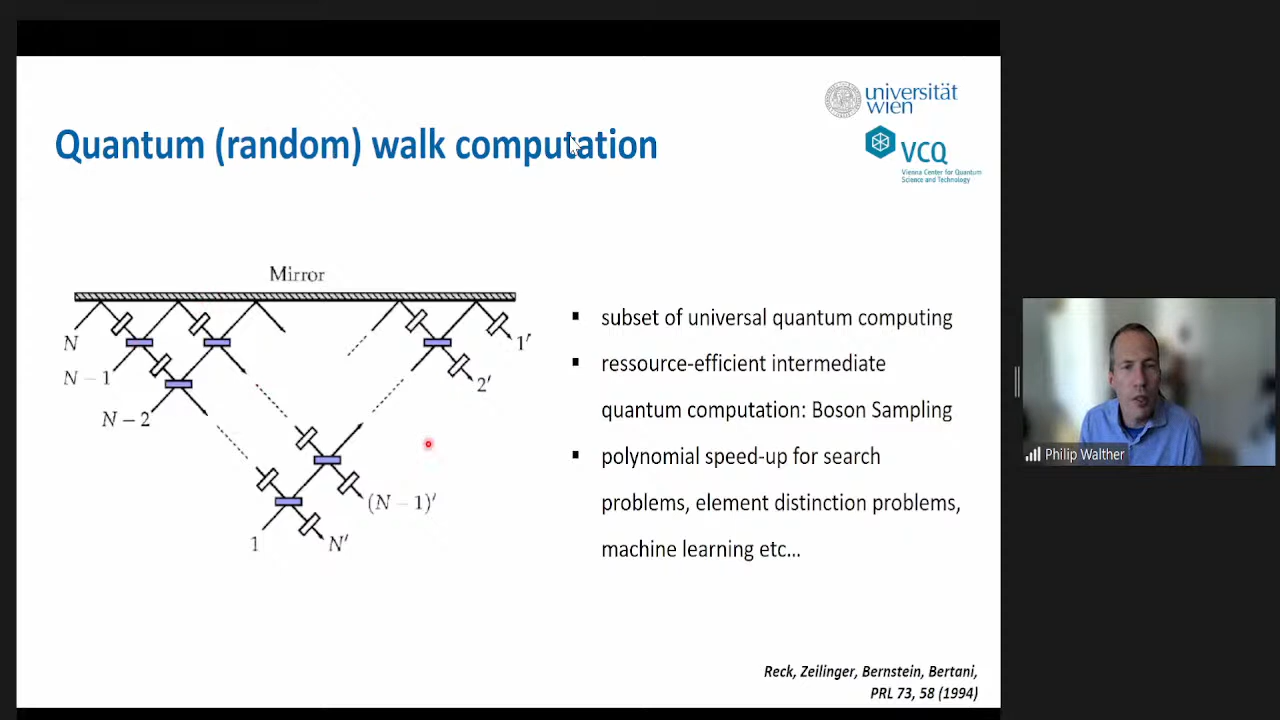 universität
wien
Quantum (random) walk computation
VCQ
Vienna Center for Quantum
Science and Technology
Mirror
N
N − 1
N − 2
1
N′
(N − 1)′
2′
1′
▪ subset of universal quantum computing
▪ ressource-efficient intermediate
quantum computation: Boson Sampling
▪ polynomial speed-up for search
problems, element distinction problems,
machine learning etc...
Philip Walther
Reck, Zeilinger, Bernstein, Bertani,
PRL 73, 58 (1994)